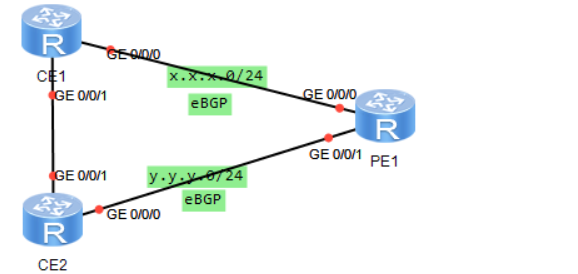 GE 0/0/0
CE1
x.x.x.0/24
GE 0/0/1
GE 0/0/0
eBGP
GE 0/0/1
PE1
GE 0/0/1
y.y.y.0/24
eBGP
GE 0/0/0
CE2
R
R
R